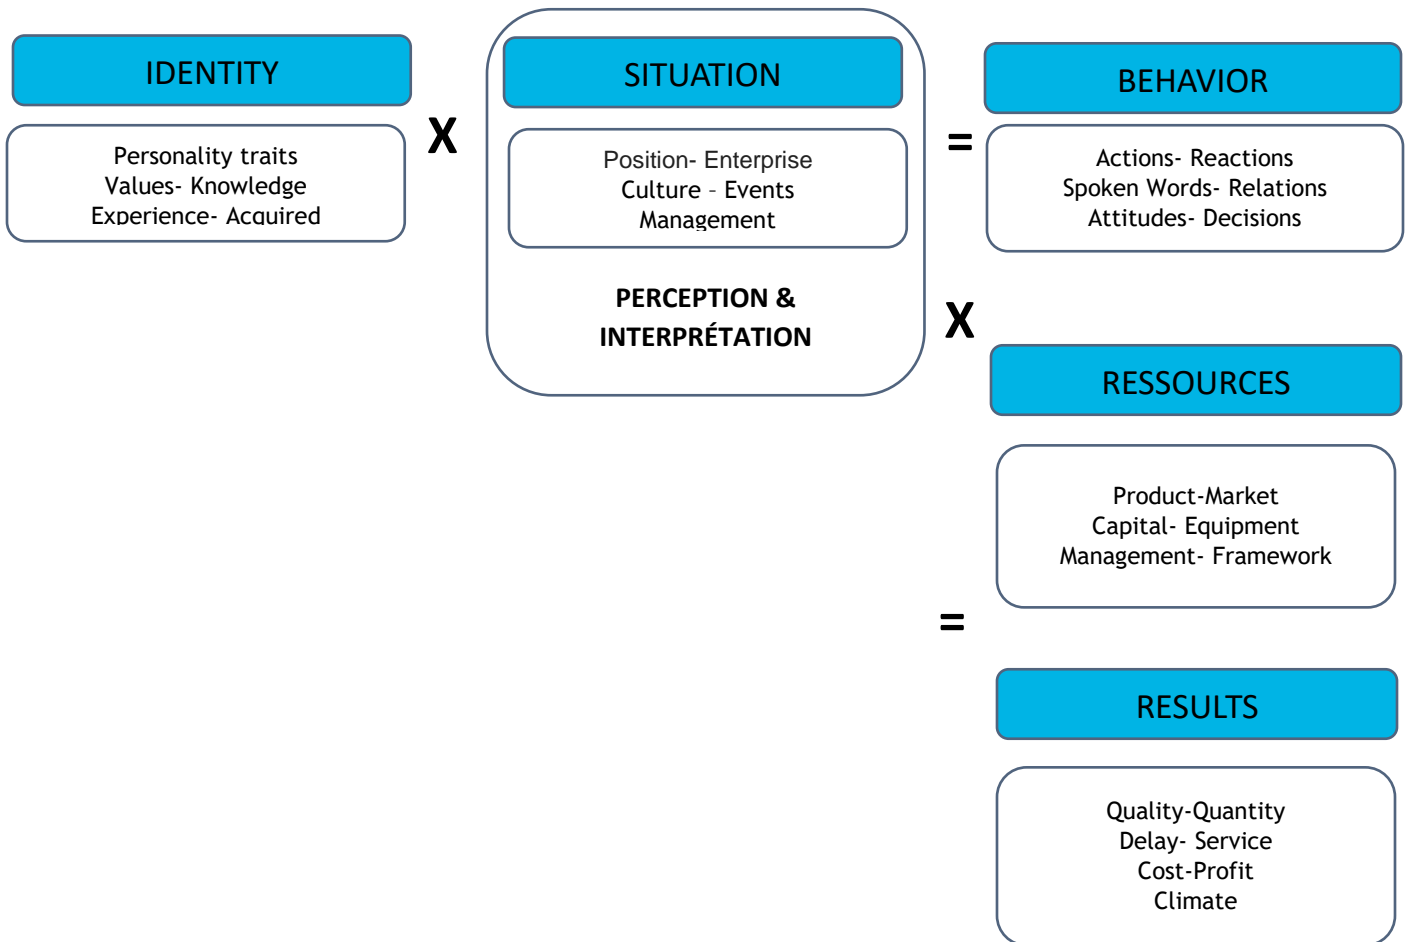 IDENTITY
Personality traits
Values- Knowledge
Experience- Acquired
X
SITUATION
Position- Enterprise
Culture – Events
Management
PERCEPTION &
INTERPRÉTATION
=
BEHAVIOR
Actions- Reactions
Spoken Words- Relations
Attitudes- Decisions
X
RESSOURCES
Product-Market
Capital- Equipment
Management- Framework
=
RESULTS
Quality-Quantity
Delay- Service
Cost-Profit
Climate